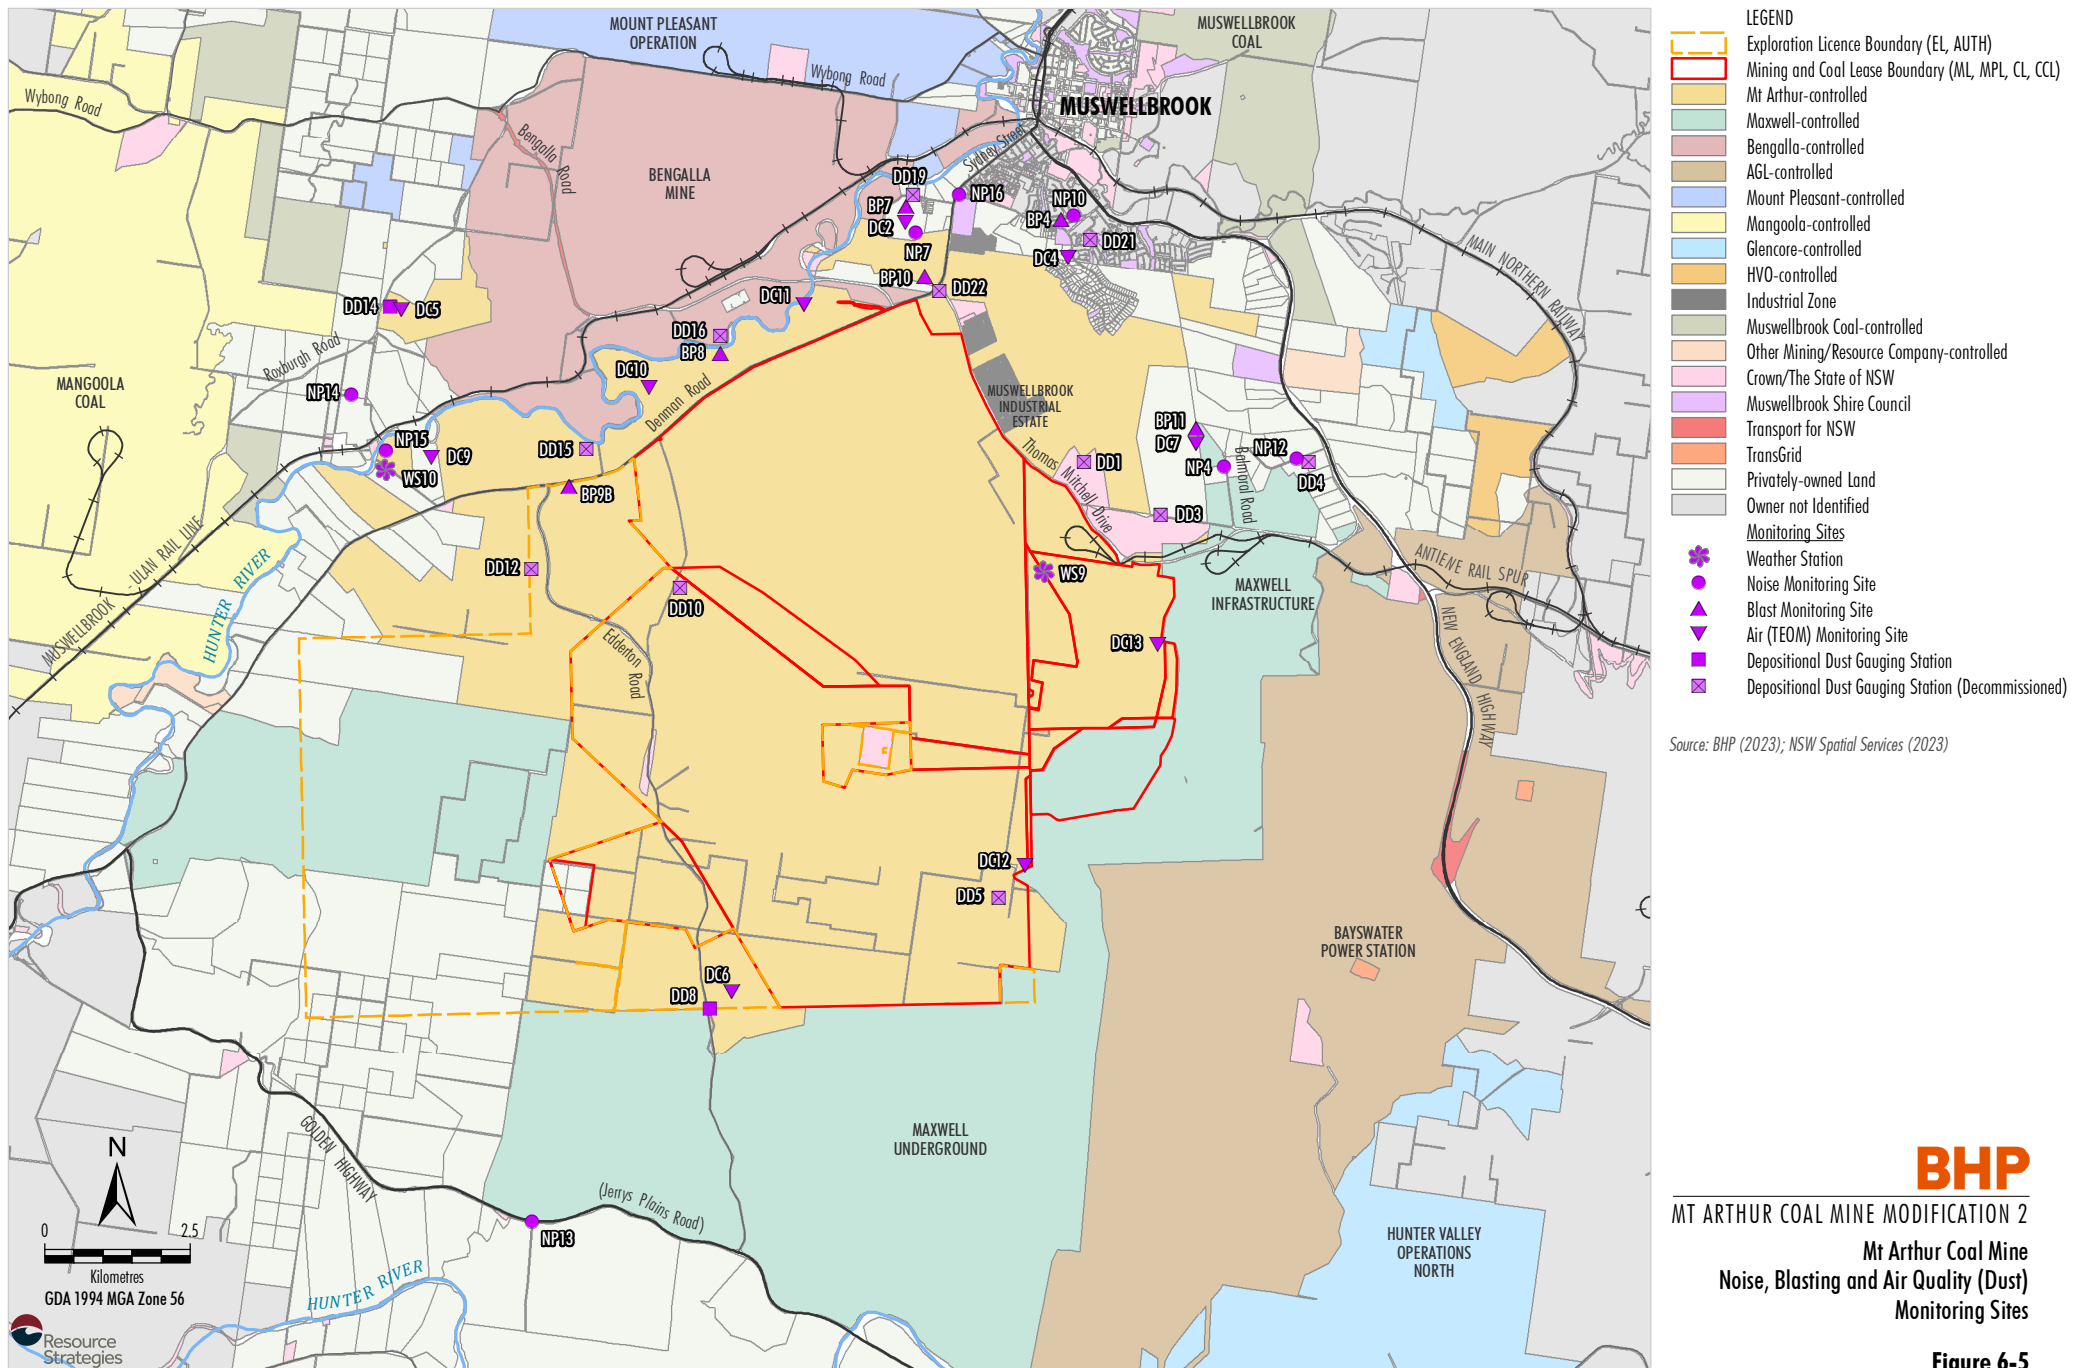 MOUNT PLEASANT
OPERATION
MUSWELLBROOK
COAL
Wybong Road
Wybong Road
MUSWELLBROOK
Sydney Street
Bengalla Road
BENGALLA
MINE
DD19
NP16
NP10
BP7
BP4
DC2
DD21
NP7
DC4
MAIN NORTHERN RAILWAY
BP10
DD22
DC11
DD14
DC5
DD16
BP8
Roxburgh Road
DC10
MANGOOLA
COAL
NP14
Denman Road
MUSWELLBROOK
INDUSTRIAL
ESTATE
BP11
DC7
NP15
DC9
DD15
Thomas Mitchell Drive
DD1
NP4
Balmoral Road
NP12
DD4
WS10
BP9B
DD3
MUSWELLBROOK - ULAN RAIL LINE
HUNTER RIVER
DD12
DD10
WS9
MAXWELL
INFRASTRUCTURE
ANTIENE RAIL SPUR
NEW ENGLAND HIGHWAY
Edderton Road
DC13
DC12
DD5
BAYSWATER
POWER STATION
DC6
DD8
GOLDEN HIGHWAY
MAXWELL
UNDERGROUND
(Jerrys Plains Road)
NP13
HUNTER RIVER
HUNTER VALLEY
OPERATIONS
NORTH
N
0 2.5
Kilometres
GDA 1994 MGA Zone 56
Resource
Strategies
LEGEND
Exploration Licence Boundary (EL, AUTH)
Mining and Coal Lease Boundary (ML, MPL, CL, CCL)
Mt Arthur-controlled
Maxwell-controlled
Bengalla-controlled
AGL-controlled
Mount Pleasant-controlled
Mangoola-controlled
Glencore-controlled
HVO-controlled
Industrial Zone
Muswellbrook Coal-controlled
Other Mining/Resource Company-controlled
Crown/The State of NSW
Muswellbrook Shire Council
Transport for NSW
TransGrid
Privately-owned Land
Owner not Identified
Monitoring Sites
Weather Station
Noise Monitoring Site
Blast Monitoring Site
Air (TEOM) Monitoring Site
Depositional Dust Gauging Station
Depositional Dust Gauging Station (Decommissioned)
Source: BHP (2023); NSW Spatial Services (2023)
BHP
MT ARTHUR COAL MINE MODIFICATION 2
Mt Arthur Coal Mine
Noise, Blasting and Air Quality (Dust)
Monitoring Sites
Figure 6-5